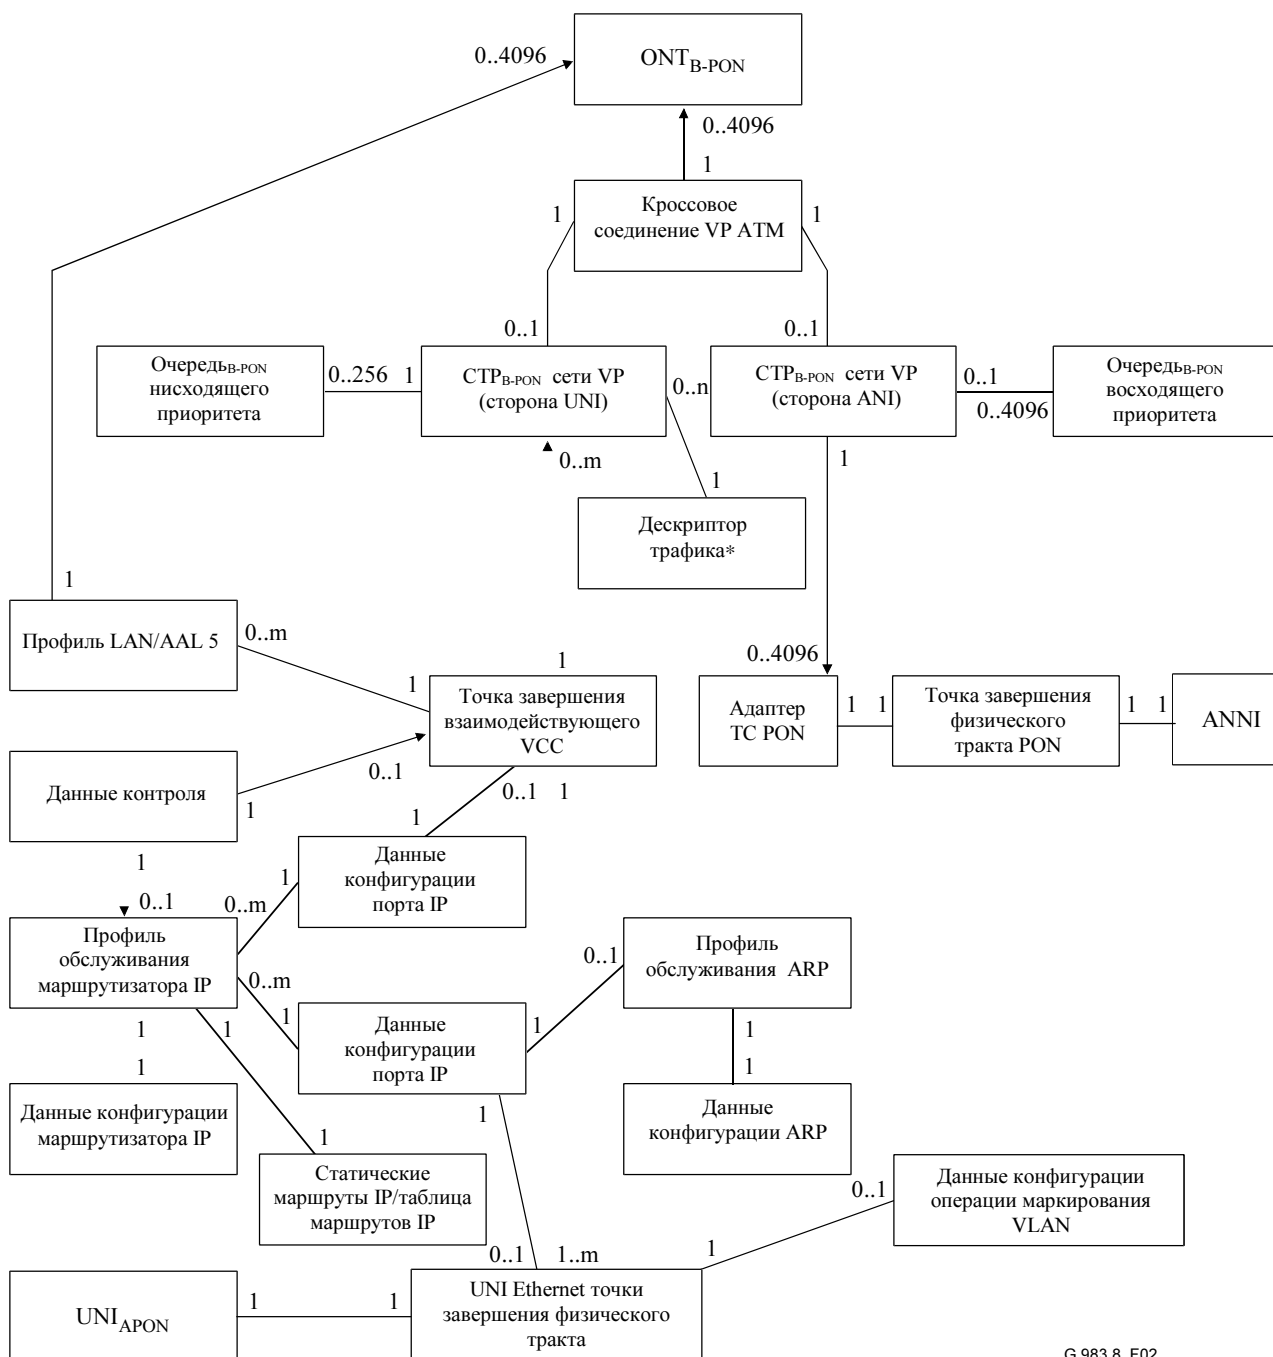 0..4096
ONT B-PON
0..4096
1
1
Кроссовое
соединение VP ATM
1
0..1
0..1
Очередь B-PON
нисходящего
приоритета
0..256
1
CTP B-PON сети VP
(сторона UNI)
0..n
CTP B-PON сети VP
(сторона ANI)
0..1
0..4096
Очередь B-PON
восходящего
приоритета
0..m
1
1
Дескриптор
трафика*
1
Профиль LAN/AAL 5
0..m
1
1
0..4096
Точка завершения
взаимодействующего
VCC
Адаптер
TC PON
1
1
Точка завершения
физического
тракта PON
1
1
ANNI
Данные контроля
1
0..1
0..1
1
1
1
Данные
конфигурации
порта IP
0..1
0..m
1
Профиль
обслуживания
маршрутизатора IP
0..m
1
Данные
конфигурации
порта IP
1
0..1
Профиль
обслуживания ARP
1
1
1
1
1
Данные конфигурации
маршрутизатора IP
1
Данные
конфигурации ARP
1
Статические
маршруты IP/таблица
маршрутов IP
0..1
Данные конфигурации
операции маркирования
VLAN
0..1
1..m
1
UNI APON
1
1
UNI Ethernet точки
завершения физического
тракта
G.983.8_F02